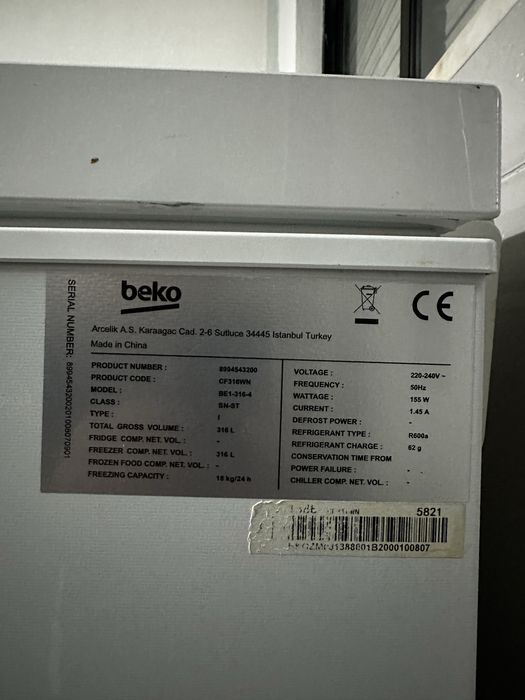 beko
CE
Arcelik A.S. Karaagac Cad. 2-6 Sutluce 34445 Istanbul Turkey
Made in China
SERIAL NUMBER: 8994543200201008070901
PRODUCT NUMBER : 8994543200
PRODUCT CODE : CF316WN
MODEL : BE1-316-4
CLASS : SN-ST
TYPE : I
TOTAL GROSS VOLUME : 316 L
FRIDGE COMP. NET. VOL. : -
FREEZER COMP. NET. VOL. : 316 L
FROZEN FOOD COMP. NET. VOL. : -
FREEZING CAPACITY : 18 kg/24 h
VOLTAGE : 220-240V ~
FREQUENCY : 50Hz
WATTAGE : 155 W
CURRENT : 1.45 A
DEFROST POWER : -
REFRIGERANT TYPE : R600a
REFRIGERANT CHARGE : 62 g
CONSERVATION TIME FROM
POWER FAILURE : - -
CHILLER COMP. NET. VOL. : -
5821